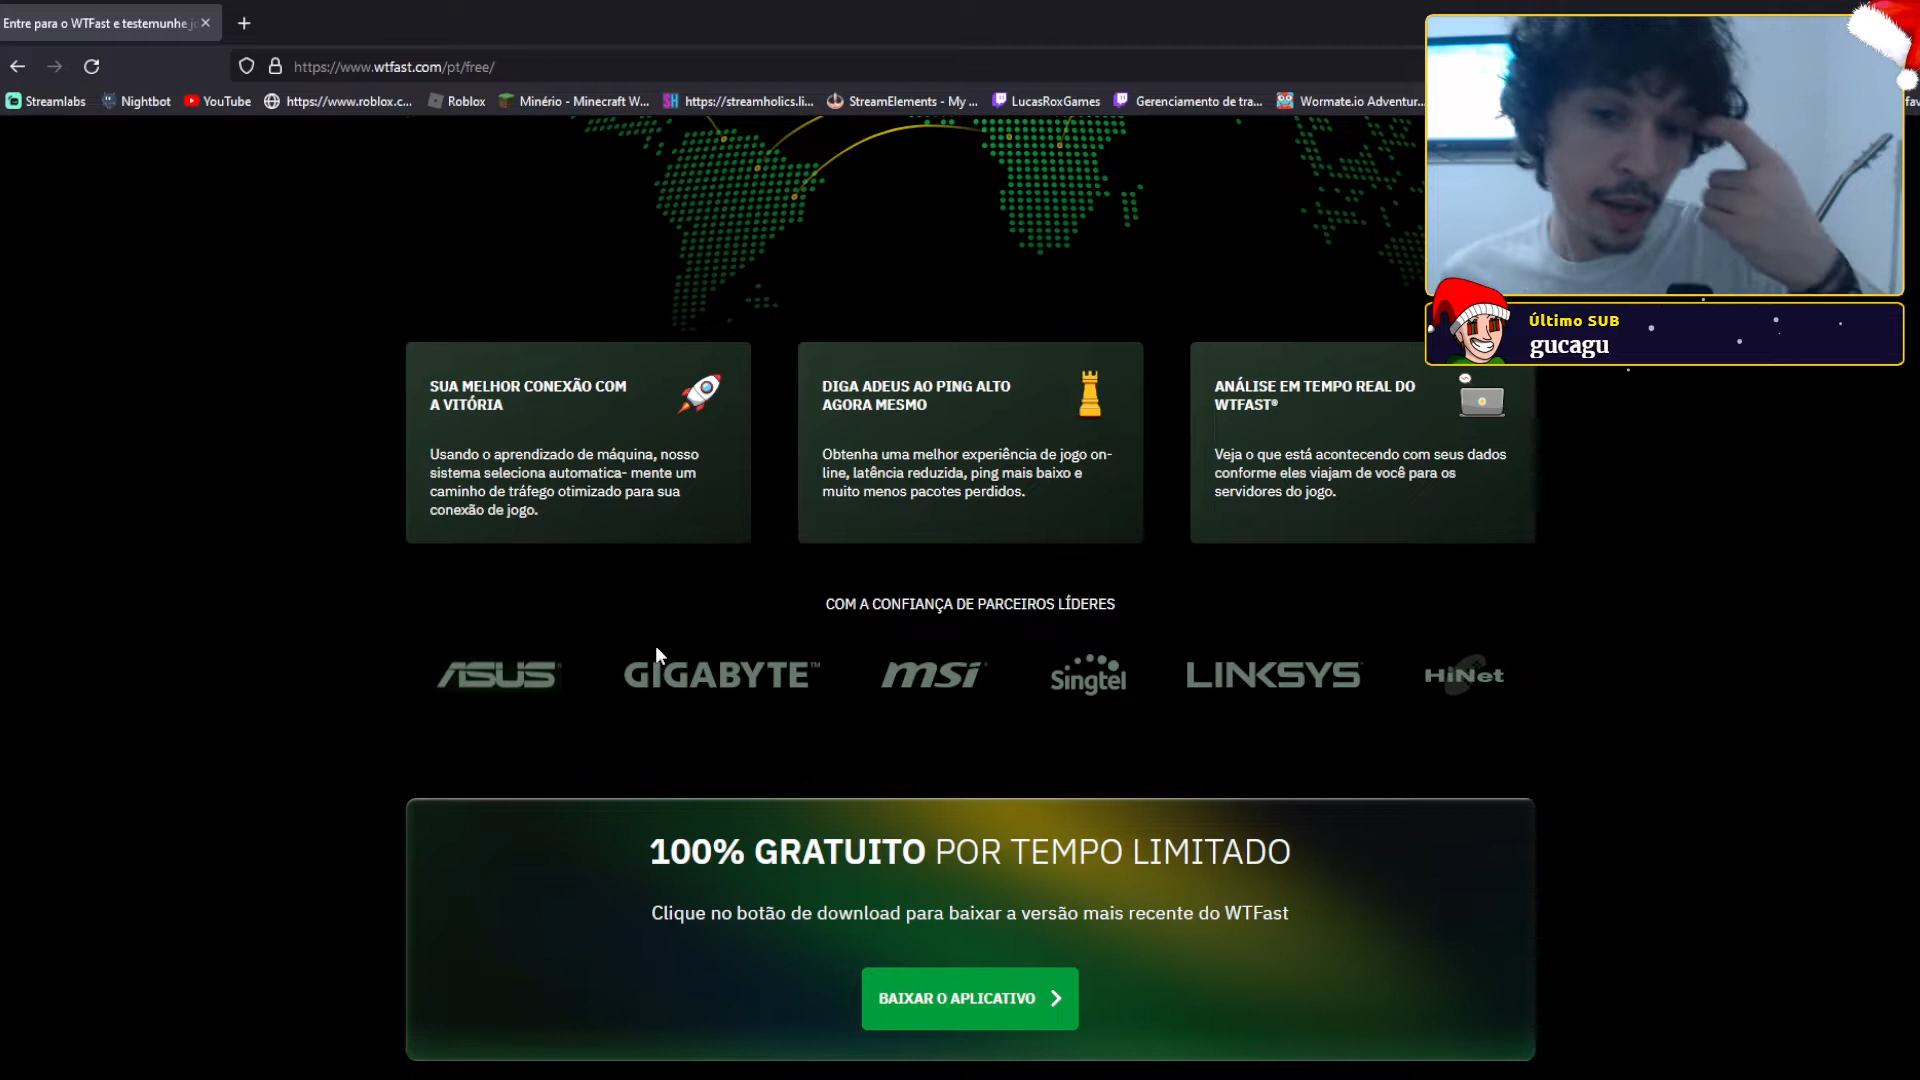 Entre para o WTFast e testemunhe j
https://www.wtfast.com/pt/free/
Streamlabs
Nightbot
YouTube
https://www.roblox.c...
Roblox
Minério - Minecraft W...
SH
https://streamholics.li...
StreamElements - My ...
LucasRoxGames
Gerenciamento de tra...
Wormate.io Adventur...
fav
Último SUB
gucagu
SUA MELHOR CONEXÃO COM
A VITÓRIA
Usando o aprendizado de máquina, nosso
sistema seleciona automatica- mente um
caminho de tráfego otimizado para sua
conexão de jogo.
DIGA ADEUS AO PING ALTO
AGORA MESMO
Obtenha uma melhor experiência de jogo on-
line, latência reduzida, ping mais baixo e
muito menos pacotes perdidos.
ANÁLISE EM TEMPO REAL DO
WTFAST®
Veja o que está acontecendo com seus dados
conforme eles viajam de você para os
servidores do jogo.
COM A CONFIANÇA DE PARCEIROS LÍDERES
ASUS
GIGABYTE™
msi
Singtel
LINKSYS
HiNet
100% GRATUITO POR TEMPO LIMITADO
Clique no botão de download para baixar a versão mais recente do WTFast
BAIXAR O APLICATIVO